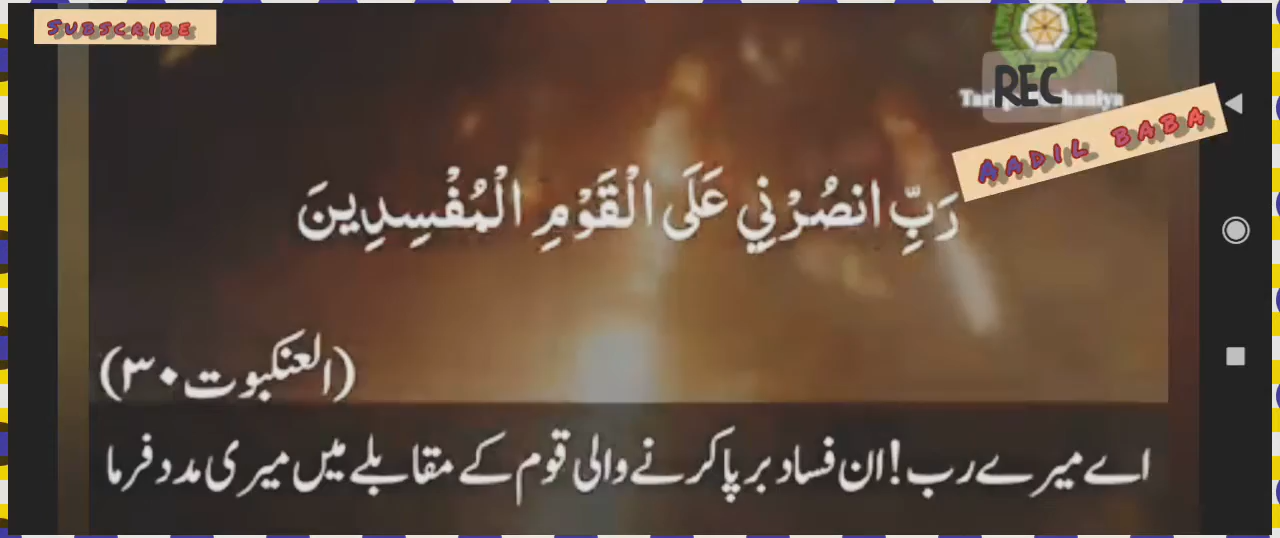 SUBSCRIBE
REC
AADIL BABA
رَبِّ انصُرْنِي عَلَى الْقَوْمِ الْمُفْسِدِينَ
(العنکبوت ۳۰)
اے میرے رب! ان فساد برپا کرنے والی قوم کے مقابلے میں میری مدد فرما